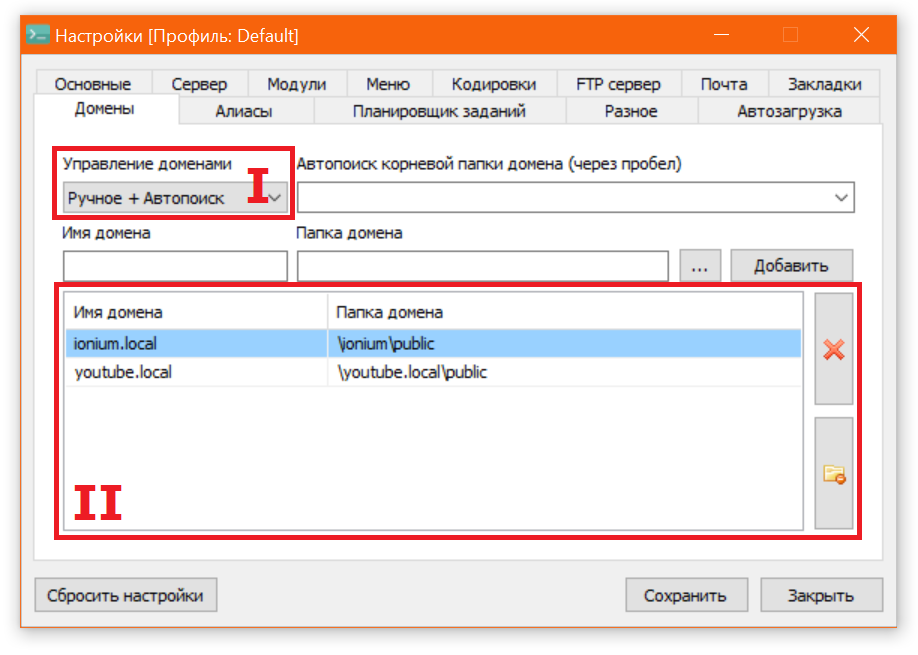 Настройки [Профиль: Default]
Основные Сервер Модули Меню Кодировки FTP сервер Почта Закладки
Домены Алиасы Планировщик заданий Разное Автозагрузка
Управление доменами Автопоиск корневой папки домена (через пробел)
Ручное + Автопоиск I
Имя домена Папка домена
... Добавить
Имя домена Папка домена
ionium.local \ionium\public
youtube.local \youtube.local\public
II
Сбросить настройки Сохранить Закрыть